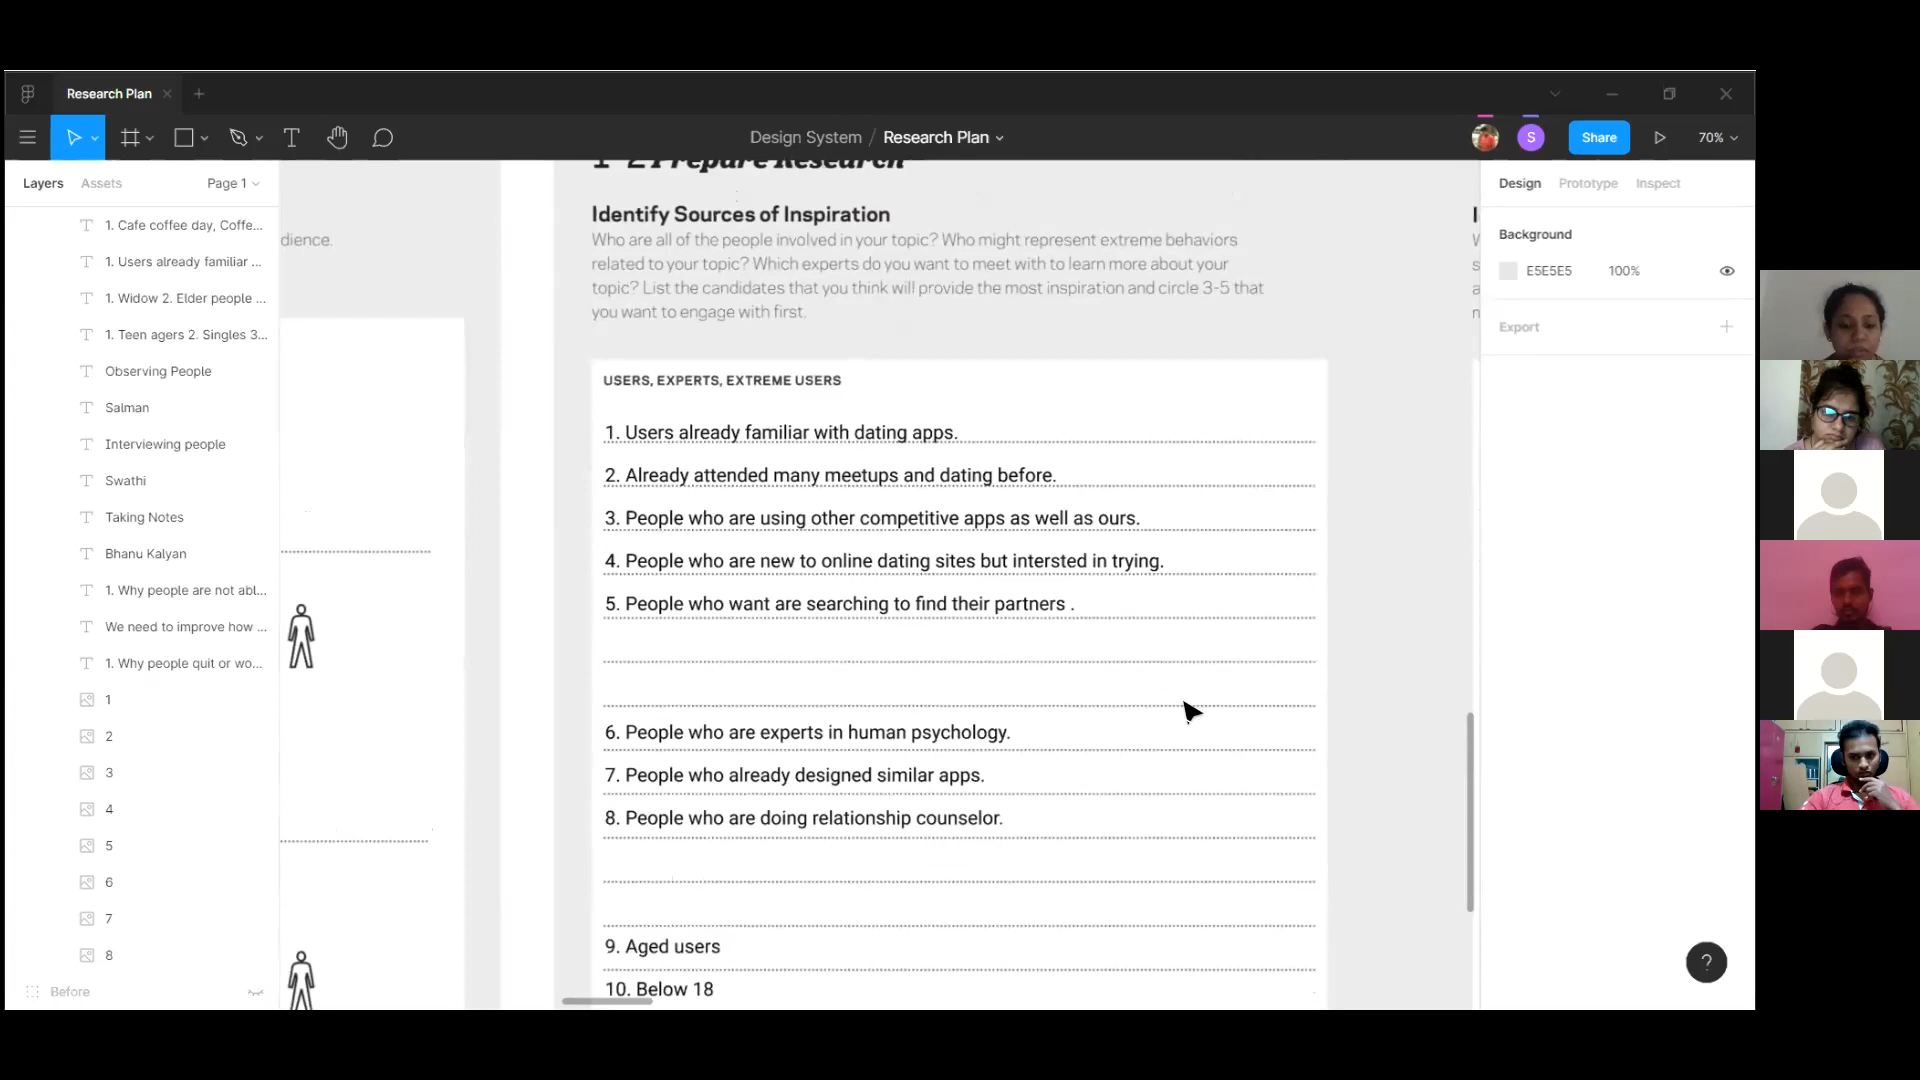 Research Plan
Design System / Research Plan
S
Share
70%
Layers
Assets
Page 1
1. Cafe coffee day, Coffe...
1. Users already familiar ...
1. Widow 2. Elder people ...
1. Teen agers 2. Singles 3...
Observing People
Salman
Interviewing people
Swathi
Taking Notes
Bhanu Kalyan
1. Why people are not abl...
We need to improve how ...
1. Why people quit or wo...
1
2
3
4
5
6
7
8
Before
dience.
1-2 Prepare Research
Identify Sources of Inspiration
Who are all of the people involved in your topic? Who might represent extreme behaviors
related to your topic? Which experts do you want to meet with to learn more about your
topic? List the candidates that you think will provide the most inspiration and circle 3-5 that
you want to engage with first.
USERS, EXPERTS, EXTREME USERS
1. Users already familiar with dating apps.
2. Already attended many meetups and dating before.
3. People who are using other competitive apps as well as ours.
4. People who are new to online dating sites but intersted in trying.
5. People who want are searching to find their partners .
6. People who are experts in human psychology.
7. People who already designed similar apps.
8. People who are doing relationship counselor.
9. Aged users
10. Below 18
Design
Prototype
Inspect
Background
E5E5E5
100%
Export
?